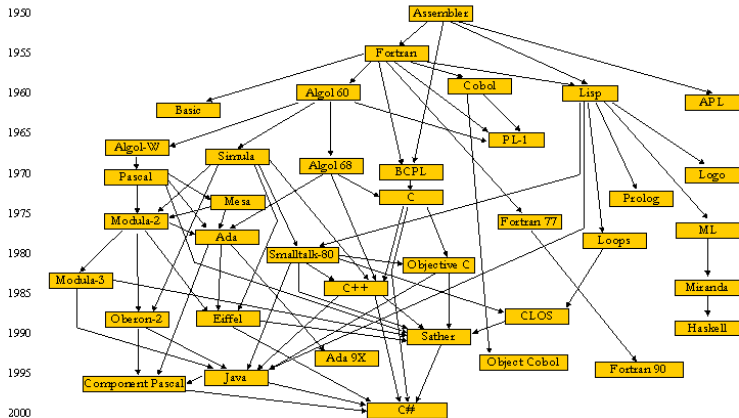 1950
Assembler
1955
Fortran
Cobol
1960
Algol 60
Lisp
Basic
APL
1965
Algol-W
PL-1
Simula
Algol 68
1970
Pascal
BCPL
Logo
Mesa
C
Prolog
1975
Modula-2
Fortran 77
ML
Ada
Loops
1980
Smalltalk-80
Objective C
Modula-3
C++
Miranda
1985
Oberon-2
Eiffel
CLOS
Haskell
1990
Sather
Ada 9X
Object Cobol
Fortran 90
1995
Component Pascal
Java
2000
C#